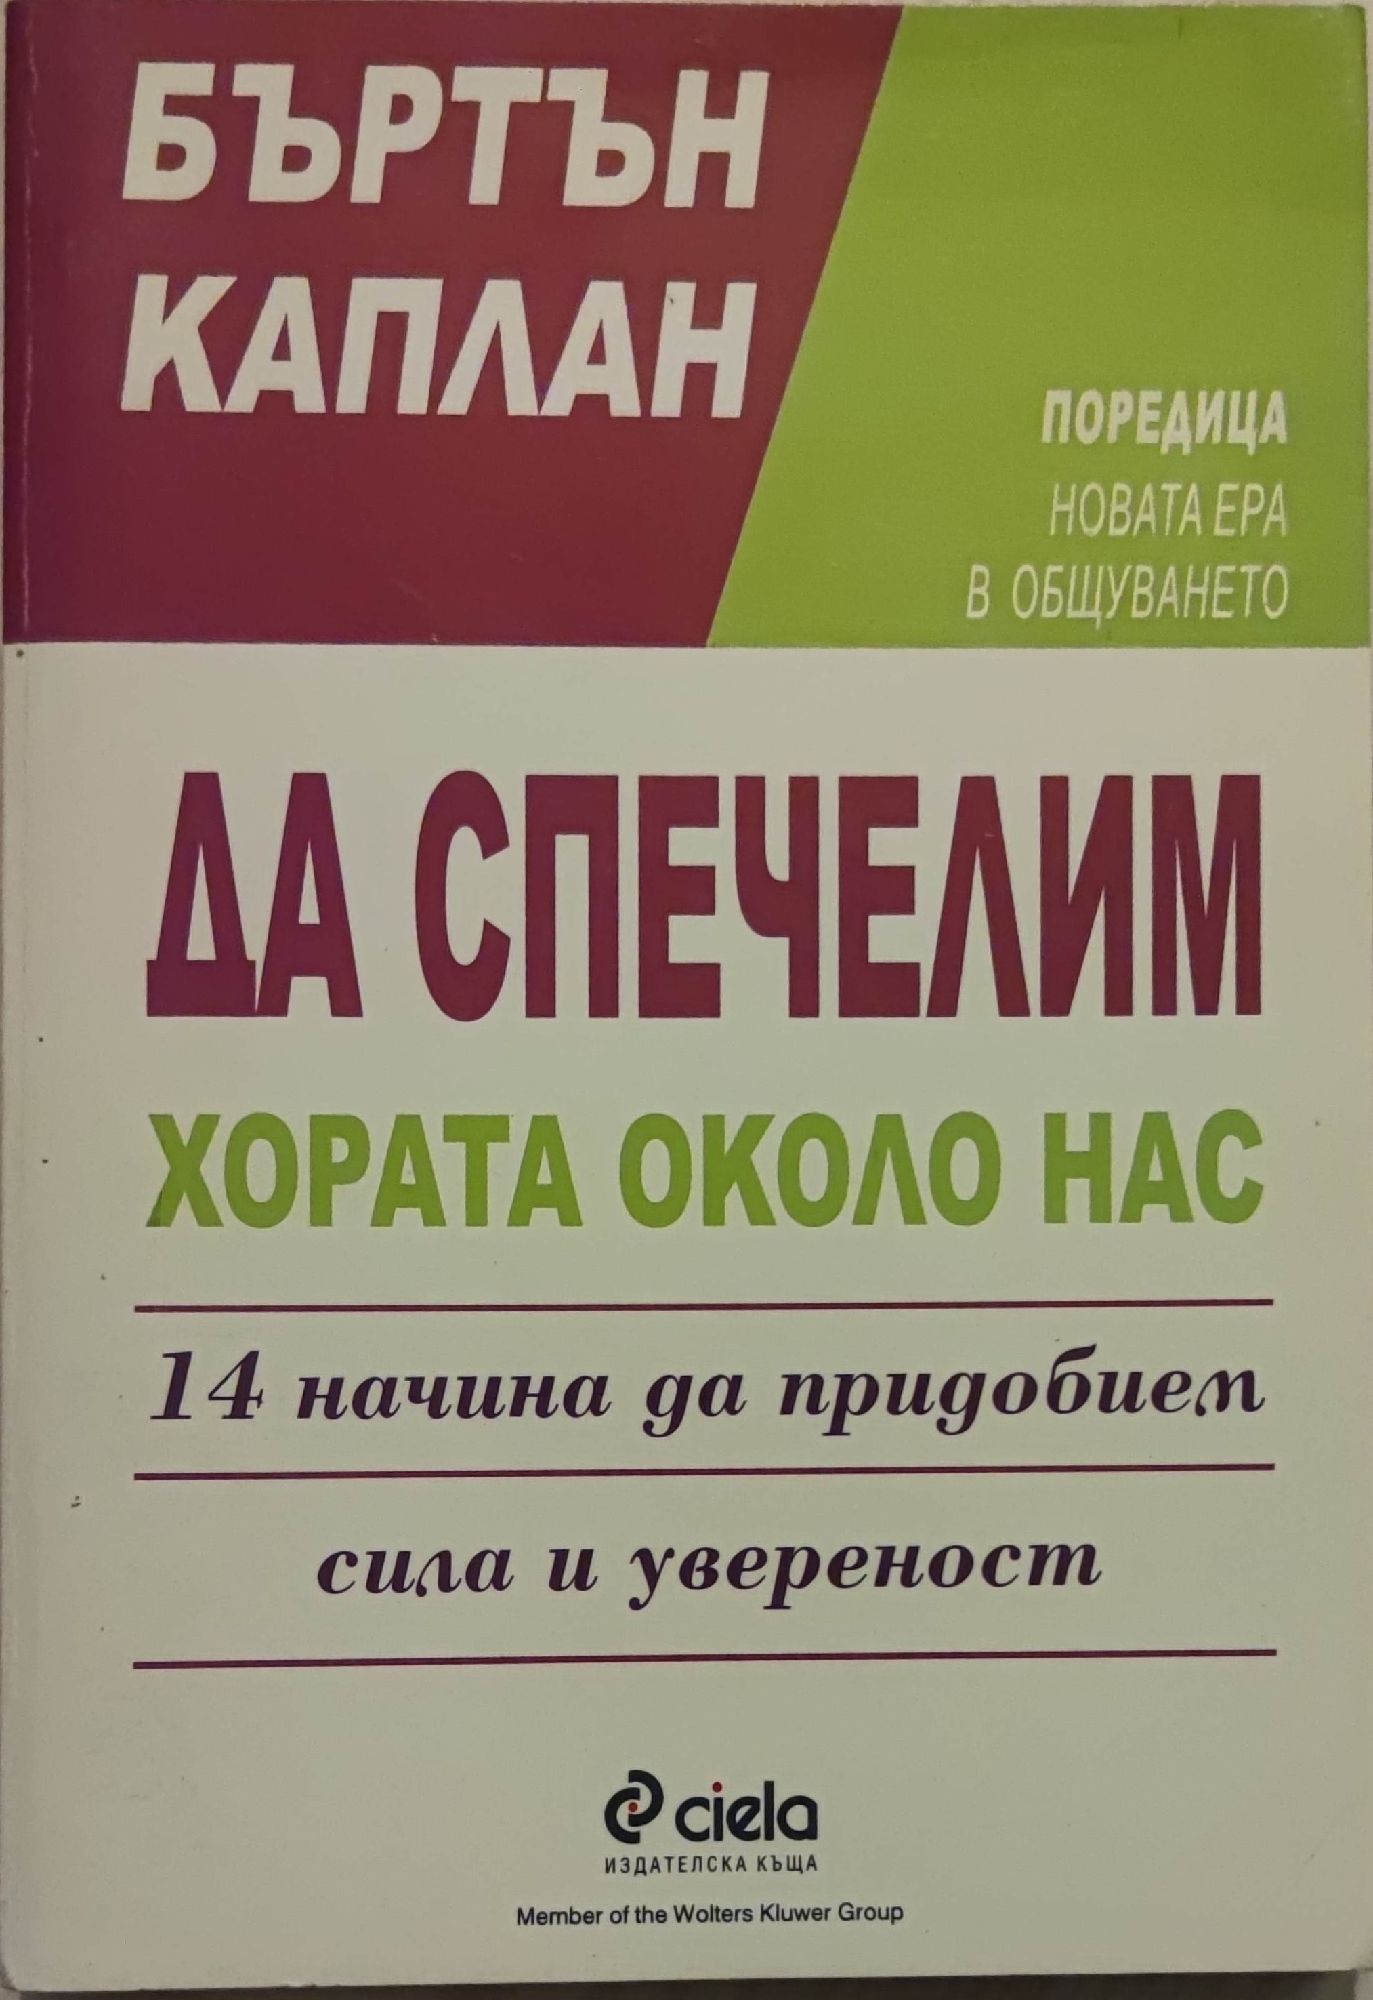 БЪРТЪН
КАПЛАН
ПОРЕДИЦА
НОВАТА ЕРА
В ОБЩУВАНЕТО
ДА СПЕЧЕЛИМ
ХОРАТА ОКОЛО НАС
14 начина да придобием
сила и увереност
ciela
ИЗДАТЕЛСКА КЪЩА
Member of the Wolters Kluwer Group